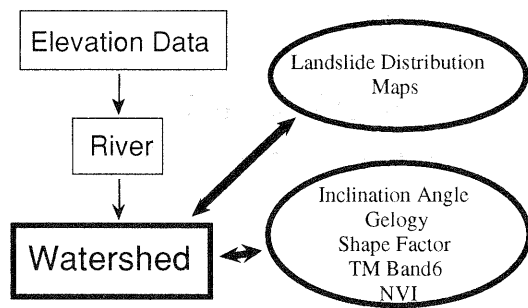 Elevation Data
River
Watershed
Landslide Distribution
Maps
Inclination Angle
Gelogy
Shape Factor
TM Band6
NVI